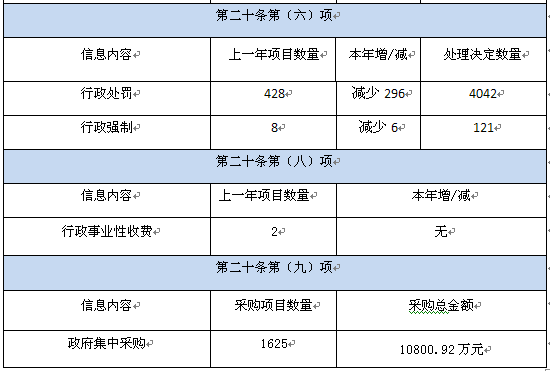 第二十条第（六）项
信息内容 上一年项目数量 本年增/减 处理决定数量
行政处罚 428 减少 296 4042
行政强制 8 减少 6 121
第二十条第（八）项
信息内容 上一年项目数量 本年增/减
行政事业性收费 2 无
第二十条第（九）项
信息内容 采购项目数量 采购总金额
政府集中采购 1625 10800.92 万元